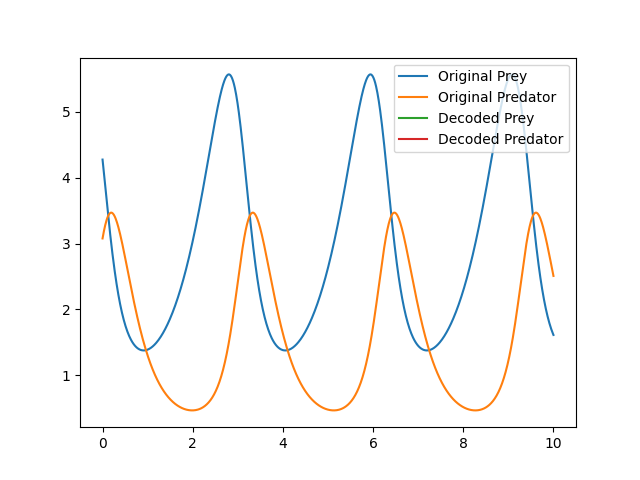 Original Prey
Original Predator
Decoded Prey
Decoded Predator
5
4
3
2
1
0 2 4 6 8 10